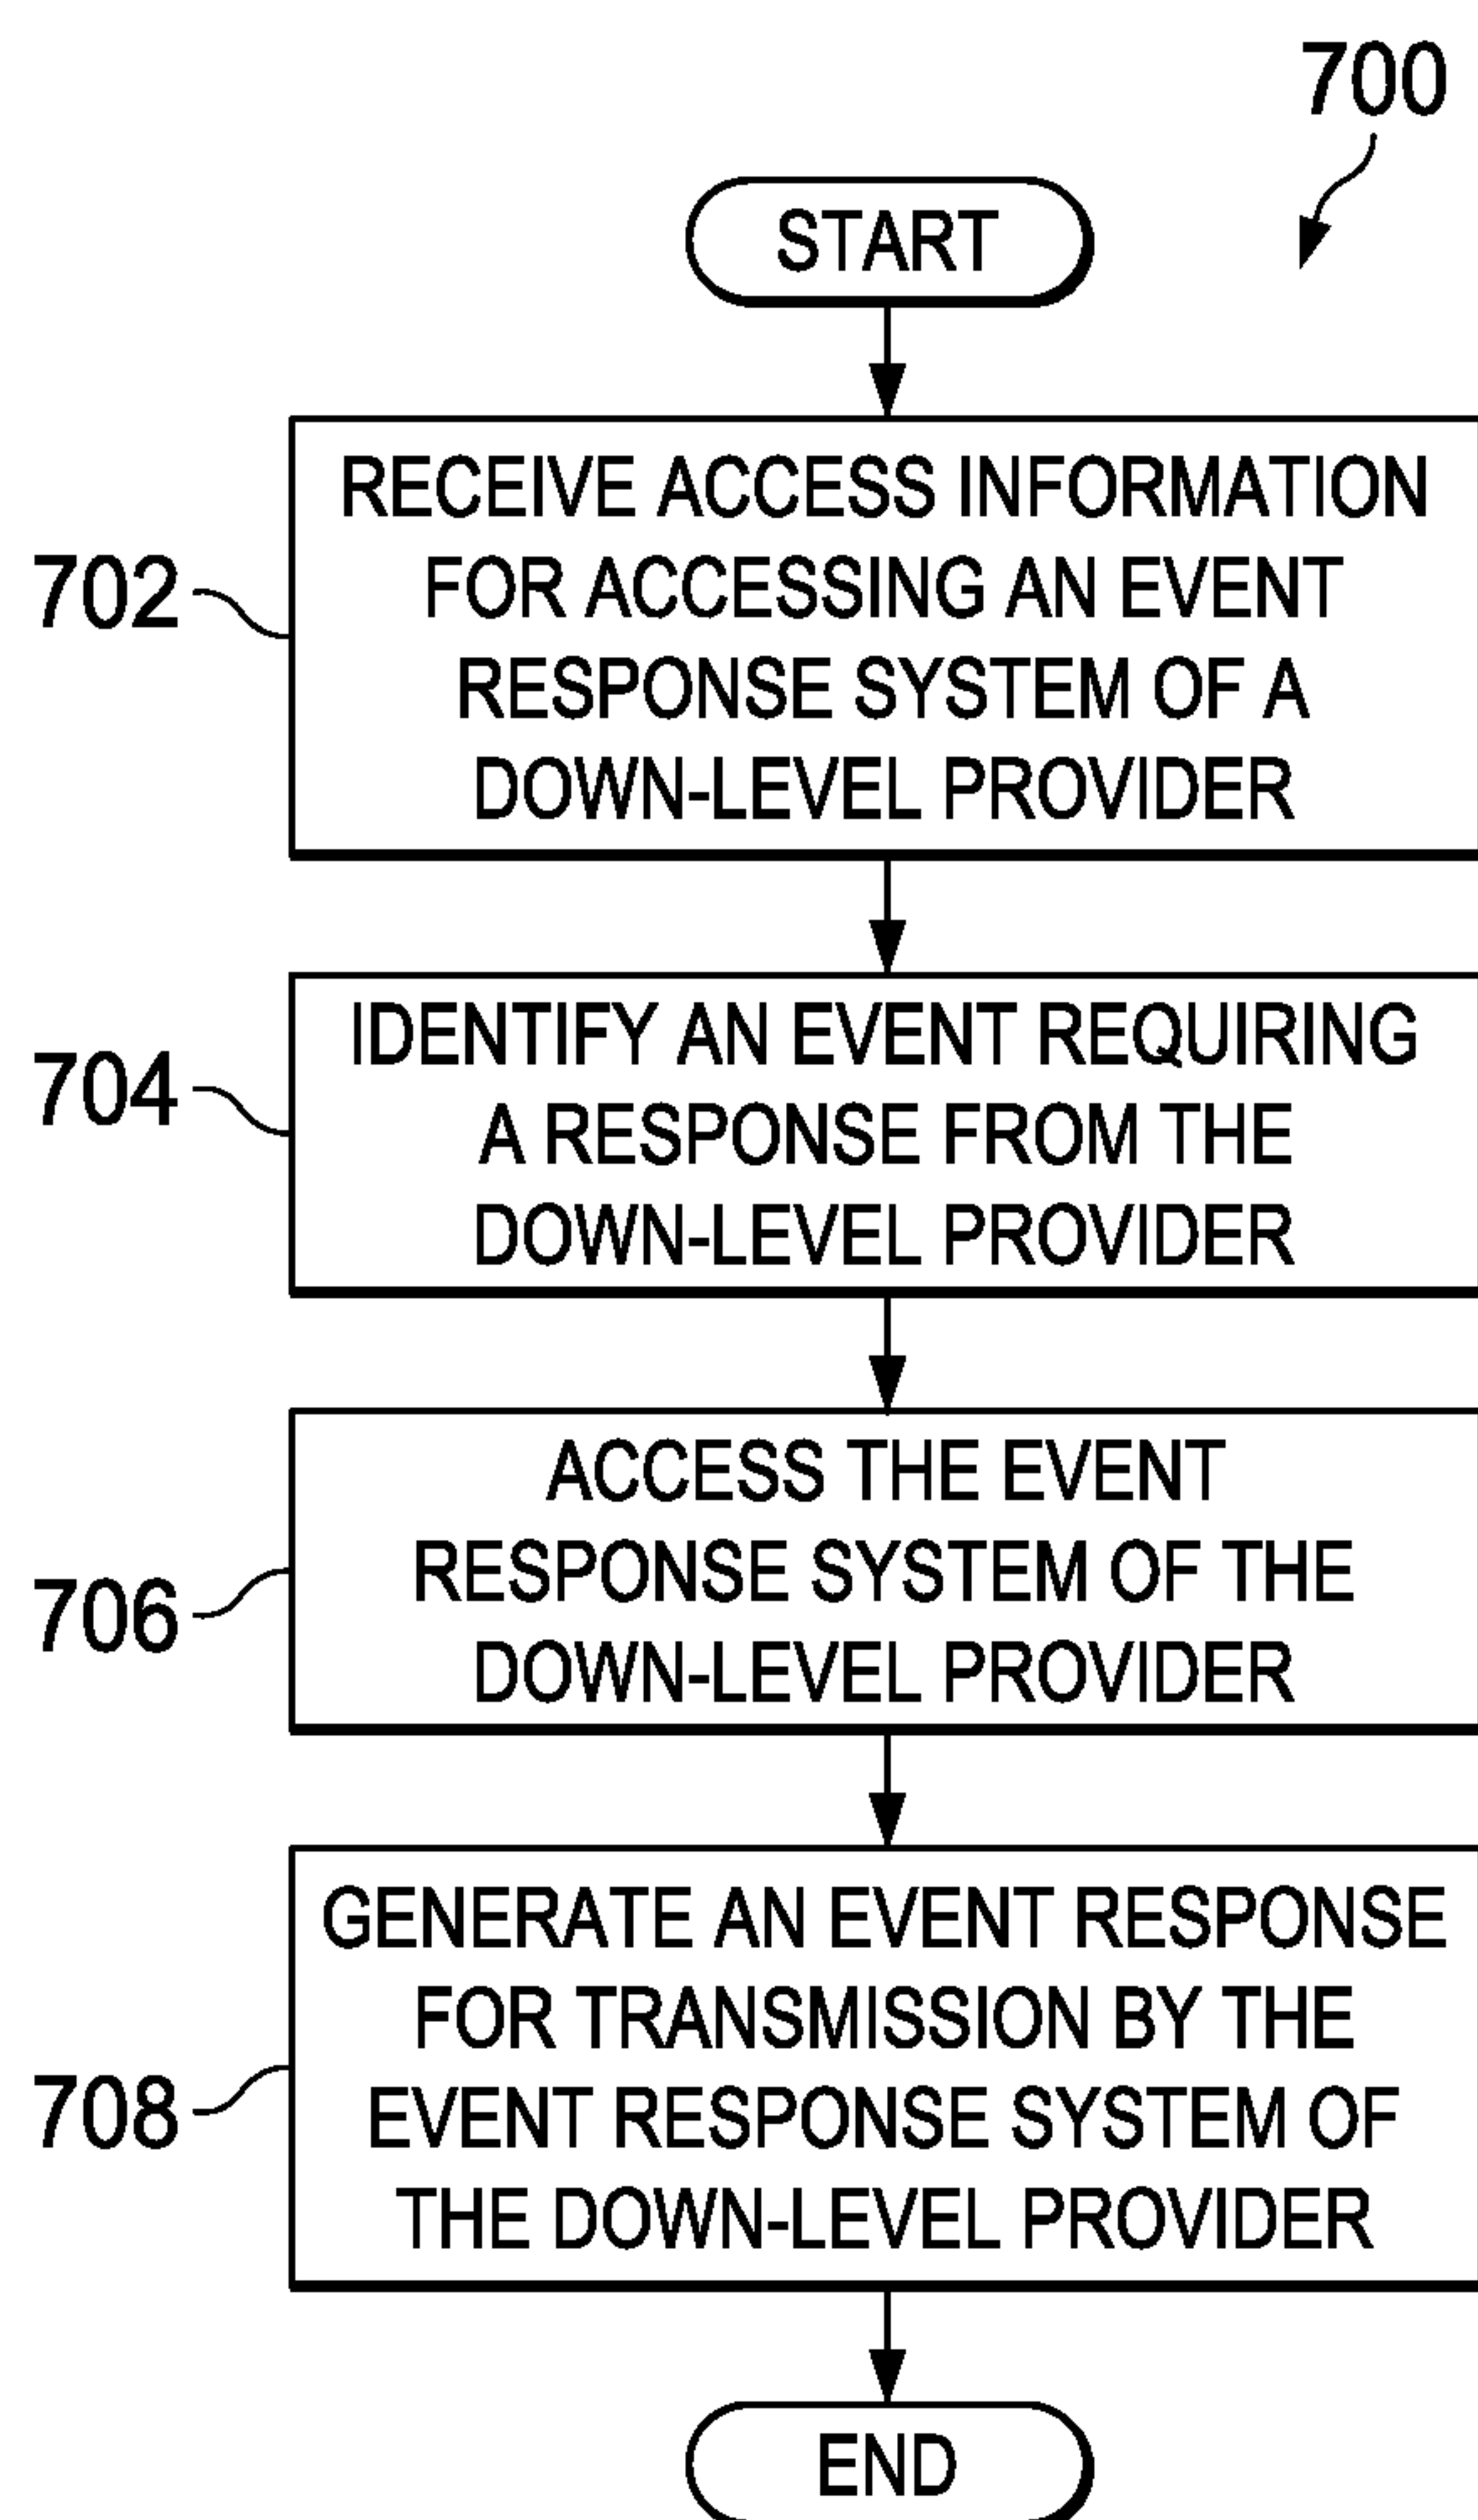 700
START
702
RECEIVE ACCESS INFORMATION
FOR ACCESSING AN EVENT
RESPONSE SYSTEM OF A
DOWN-LEVEL PROVIDER
704
IDENTIFY AN EVENT REQUIRING
A RESPONSE FROM THE
DOWN-LEVEL PROVIDER
706
ACCESS THE EVENT
RESPONSE SYSTEM OF THE
DOWN-LEVEL PROVIDER
708
GENERATE AN EVENT RESPONSE
FOR TRANSMISSION BY THE
EVENT RESPONSE SYSTEM OF
THE DOWN-LEVEL PROVIDER
END